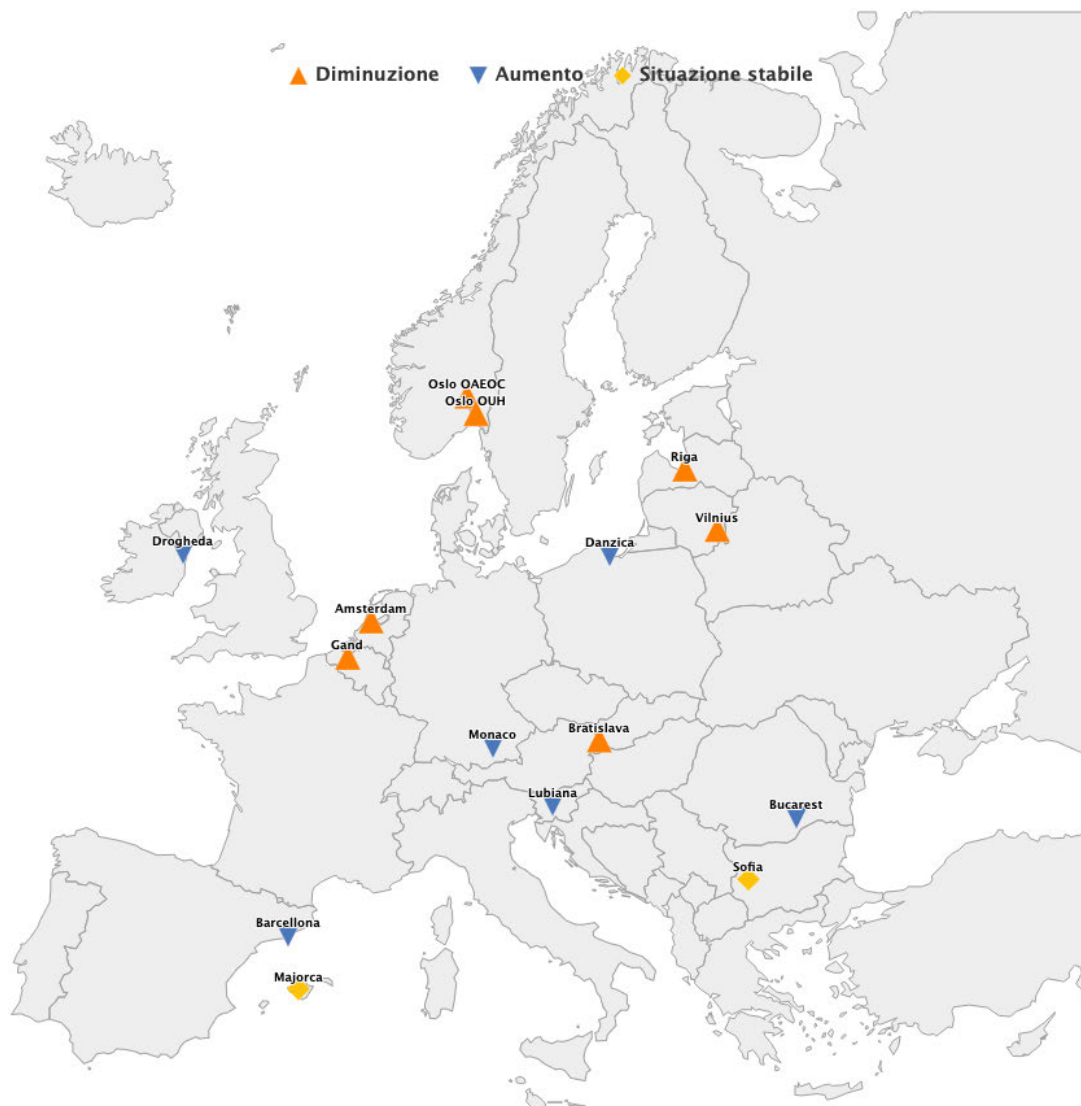 Diminuzione Aumento Situazione stabile
Oslo OAEOC
Oslo OUH
Riga
Vilnius
Drogheda
Danzica
Amsterdam
Gand
Bratislava
Monaco
Lubiana
Bucarest
Sofia
Barcellona
Majorca